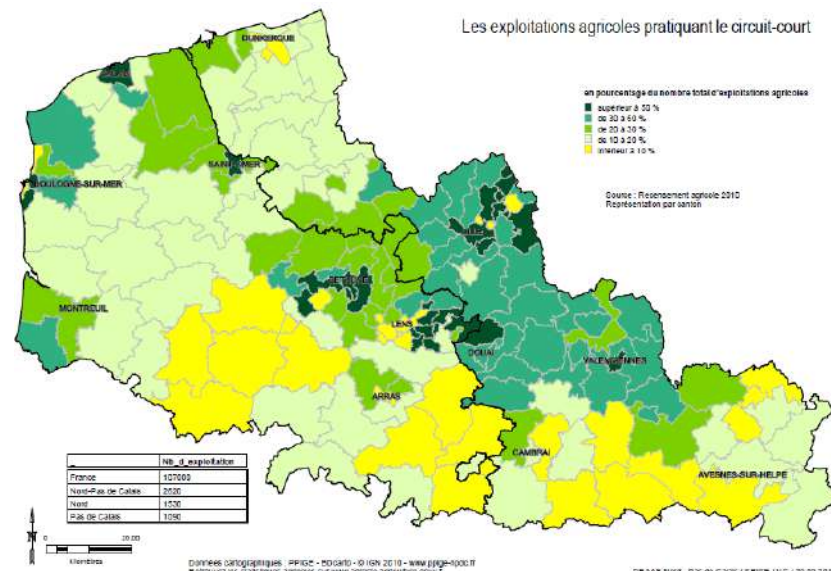 Les exploitations agricoles pratiquant le circuit-court
en pourcentage du nombre total d'exploitations agricoles
supérieur à 50 %
de 30 à 50 %
de 20 à 30 %
de 10 à 20 %
inférieur à 10 %
Source : Recensement agricole 2010
Représentation par canton
DUNKERQUE
CALAIS
SAINT-OMER
BOULOGNE-SUR-MER
LILLE
BETHUNE
MONTREUIL
LENS
DOUAI
VALENCIENNES
ARRAS
CAMBRAI
AVESNES-SUR-HELPE
Nb_d_exploitation
France 107000
Nord-Pas de Calais 2620
Nord 1530
Pas de Calais 1090
N
0 20.00
Kilomètres
Données cartographiques : PPIGE - BDcarto - © IGN 2010 - www.ppige-npdc.fr